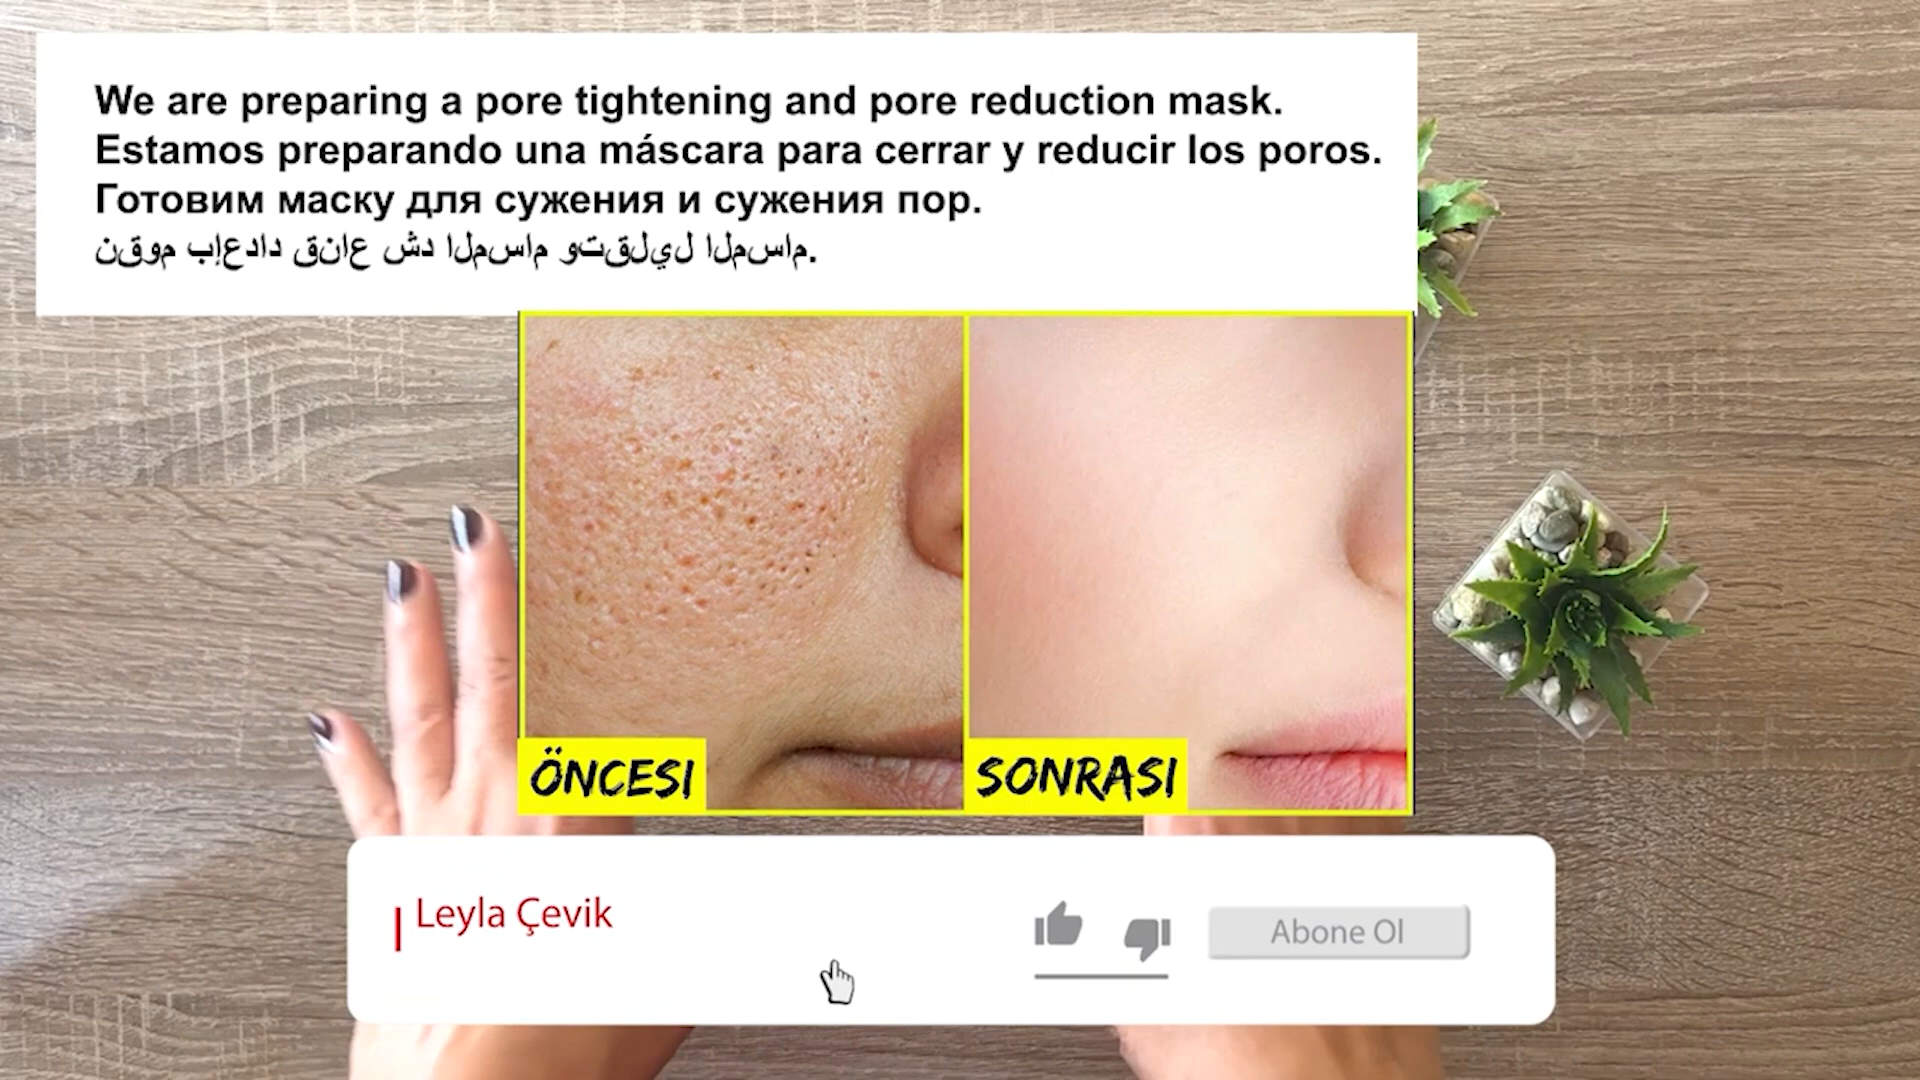 We are preparing a pore tightening and pore reduction mask.
Estamos preparando una máscara para cerrar y reducir los poros.
Готовим маску для сужения и сужения пор.
نقوم بإعداد قناع شد المسام وتقليل المسام.
ÖNCESI
SONRASI
Leyla Çevik
Abone Ol